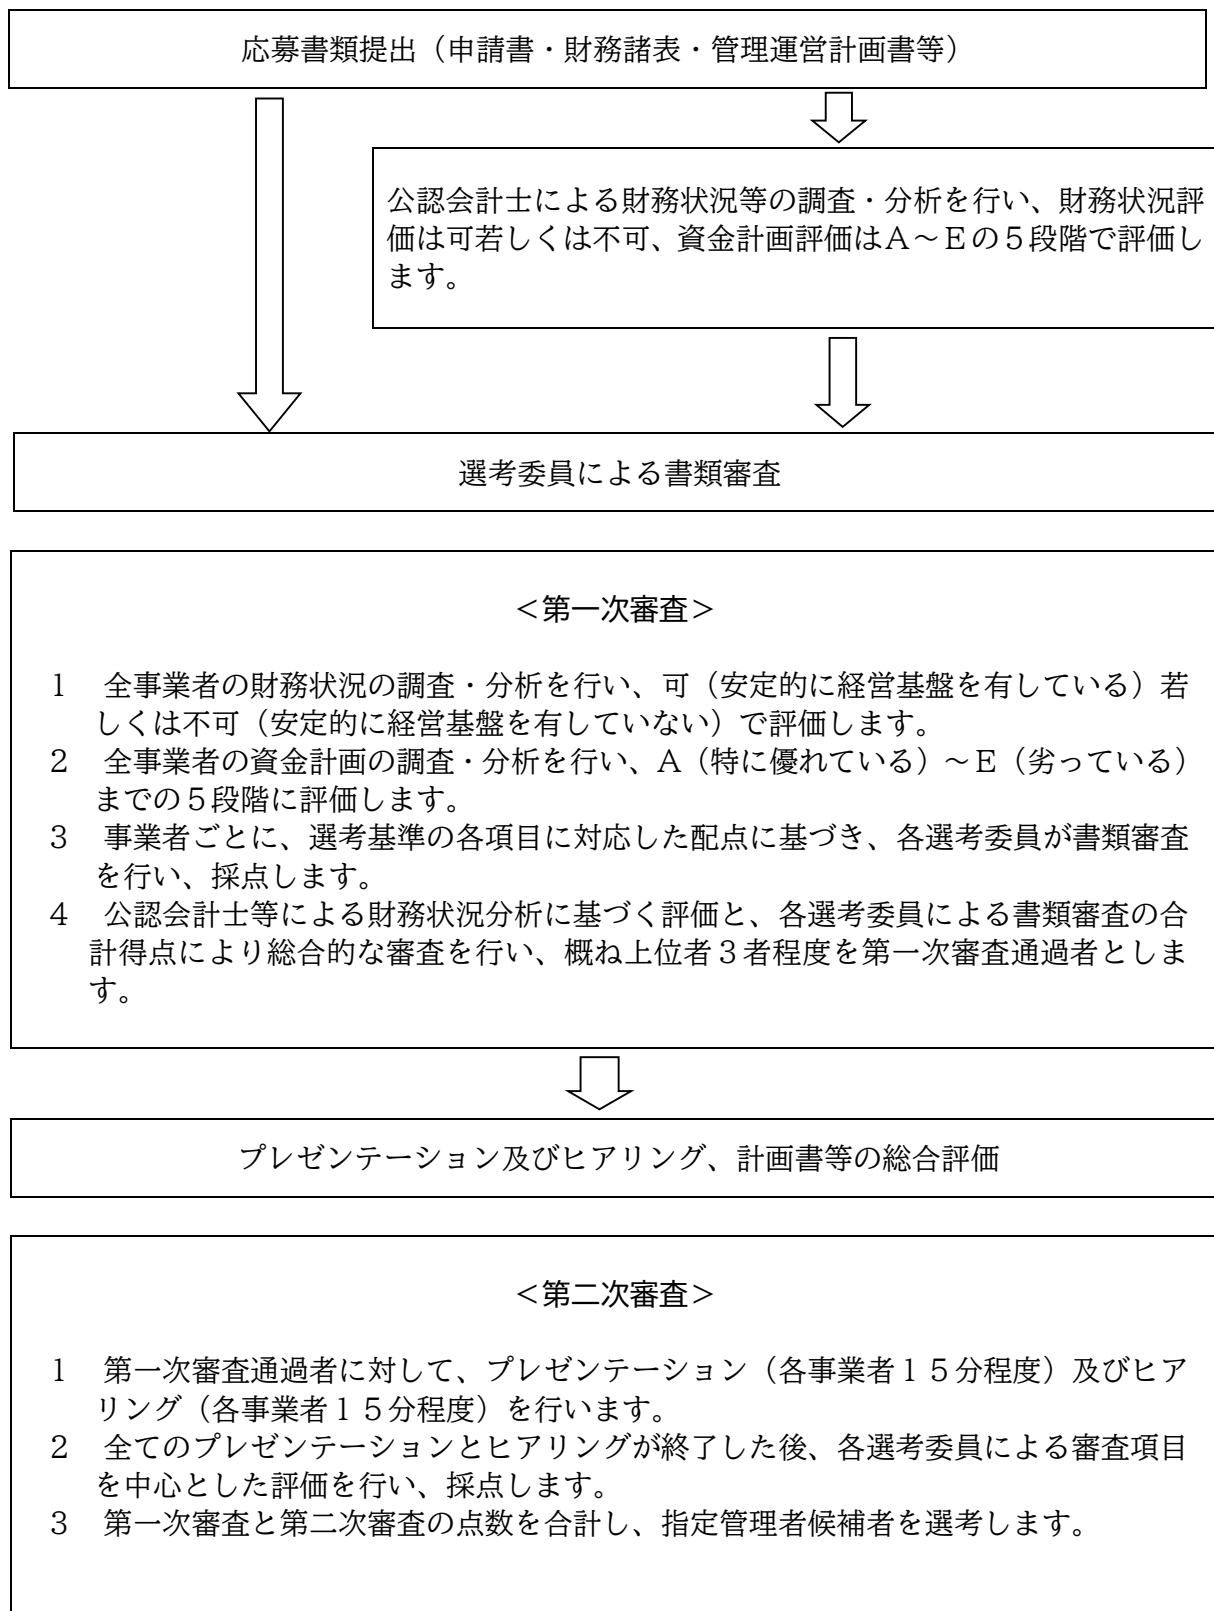 応募書類提出（申請書・財務諸表・管理運営計画書等）
公認会計士による財務状況等の調査・分析を行い、財務状況評
価は可若しくは不可、資金計画評価はＡ～Ｅの５段階で評価し
ます。
選考委員による書類審査
＜第一次審査＞
１　全事業者の財務状況の調査・分析を行い、可（安定的に経営基盤を有している）若
しくは不可（安定的に経営基盤を有していない）で評価します。
２　全事業者の資金計画の調査・分析を行い、Ａ（特に優れている）～Ｅ（劣っている）
までの５段階に評価します。
３　事業者ごとに、選考基準の各項目に対応した配点に基づき、各選考委員が書類審査
を行い、採点します。
４　公認会計士等による財務状況分析に基づく評価と、各選考委員による書類審査の合
計得点により総合的な審査を行い、概ね上位者３者程度を第一次審査通過者としま
す。
プレゼンテーション及びヒアリング、計画書等の総合評価
＜第二次審査＞
１　第一次審査通過者に対して、プレゼンテーション（各事業者１５分程度）及びヒア
リング（各事業者１５分程度）を行います。
２　全てのプレゼンテーションとヒアリングが終了した後、各選考委員による審査項目
を中心とした評価を行い、採点します。
３　第一次審査と第二次審査の点数を合計し、指定管理者候補者を選考します。